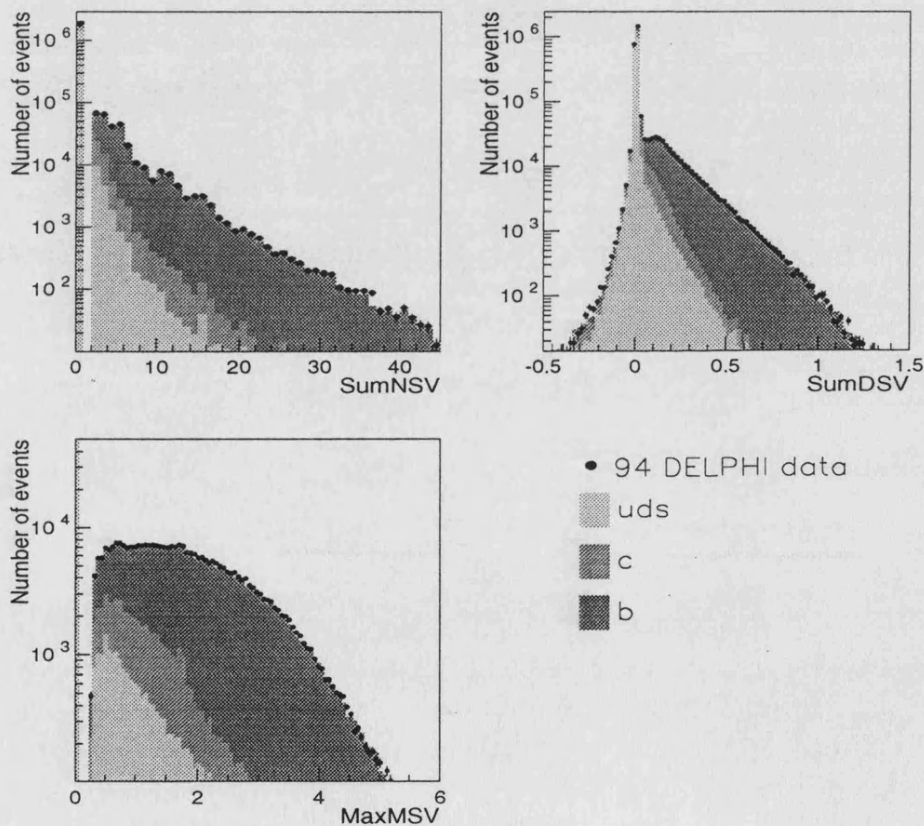 Number of events
10^6
10^5
10^4
10^3
10^2
0
10
20
30
40
SumNSV
Number of events
10^6
10^5
10^4
10^3
10^2
-0.5
0
0.5
1
1.5
SumDSV
Number of events
10^4
10^3
0
2
4
6
MaxMSV
94 DELPHI data
uds
c
b